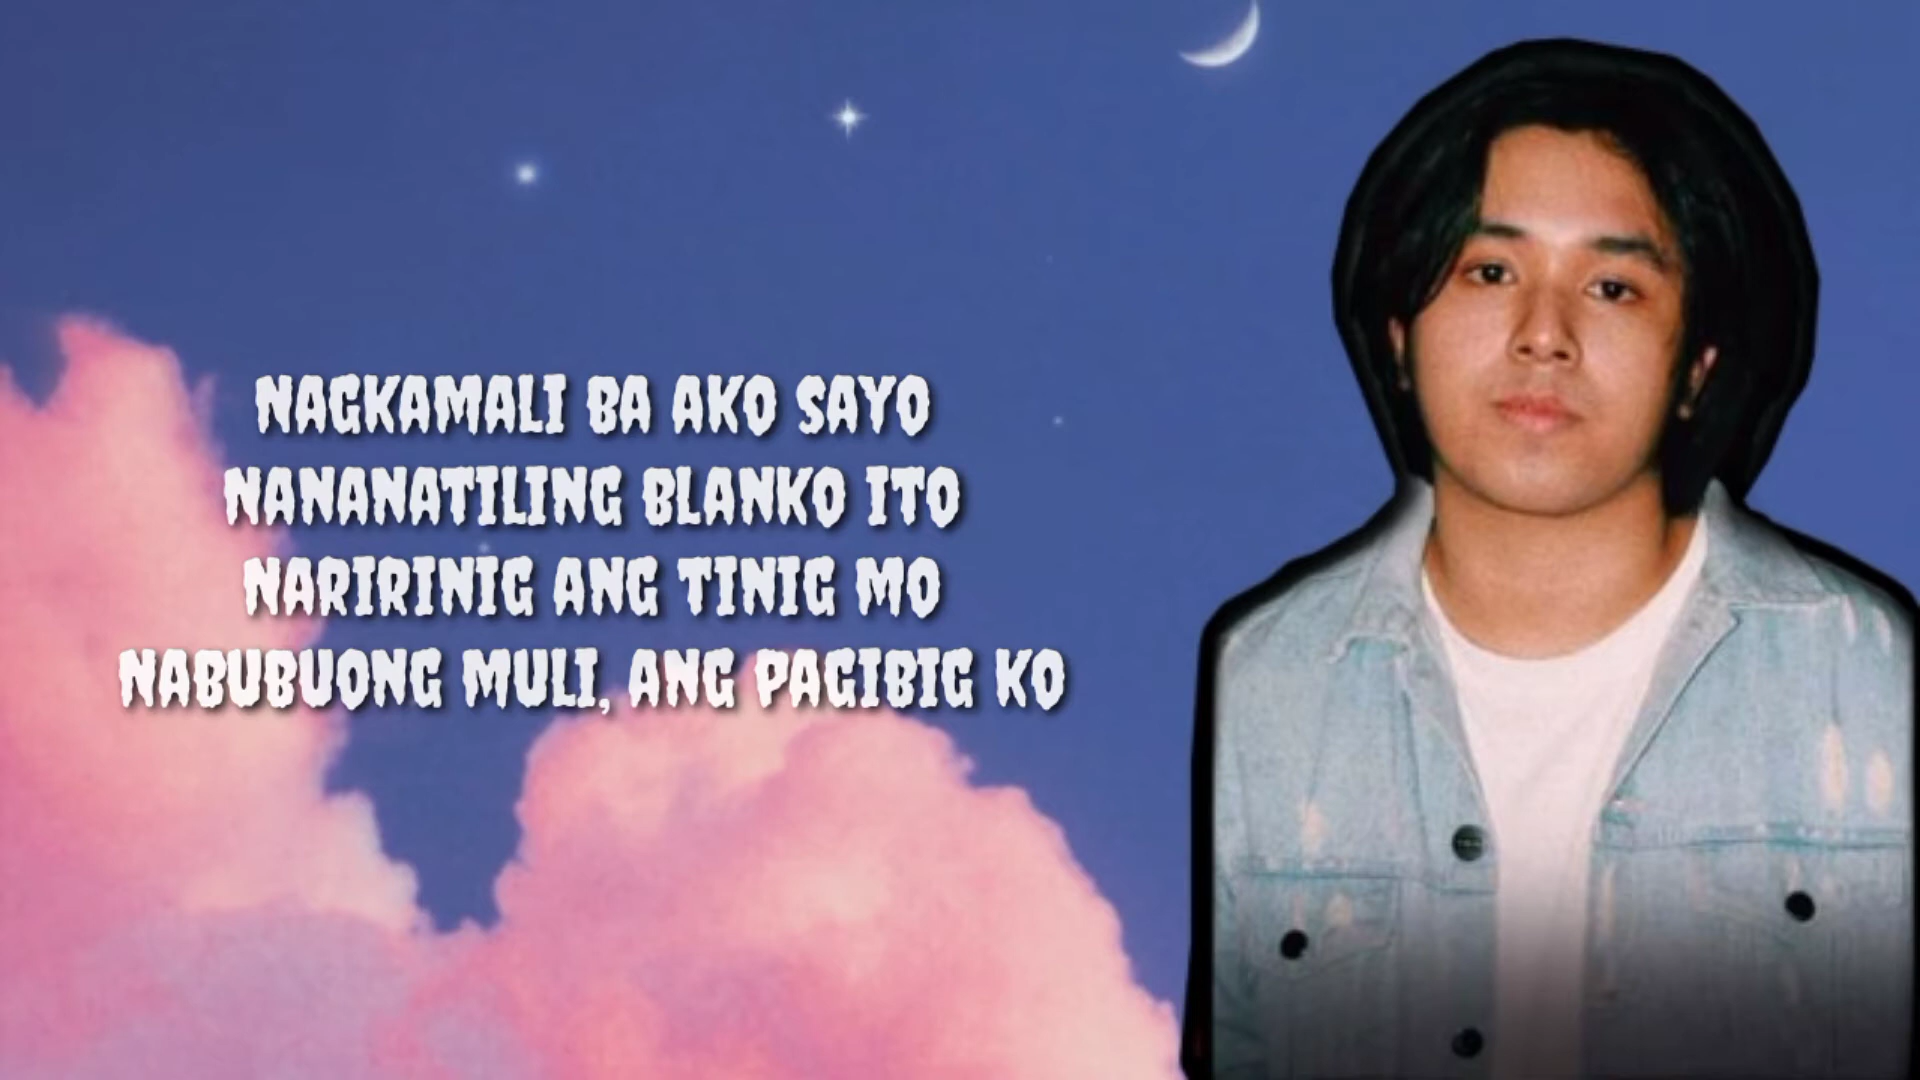 NAGKAMALI BA AKO SAYO
NANANATILING BLANKO ITO
NARIRINIG ANG TINIG MO
NABUBUONG MULI, ANG PAGIBIG KO